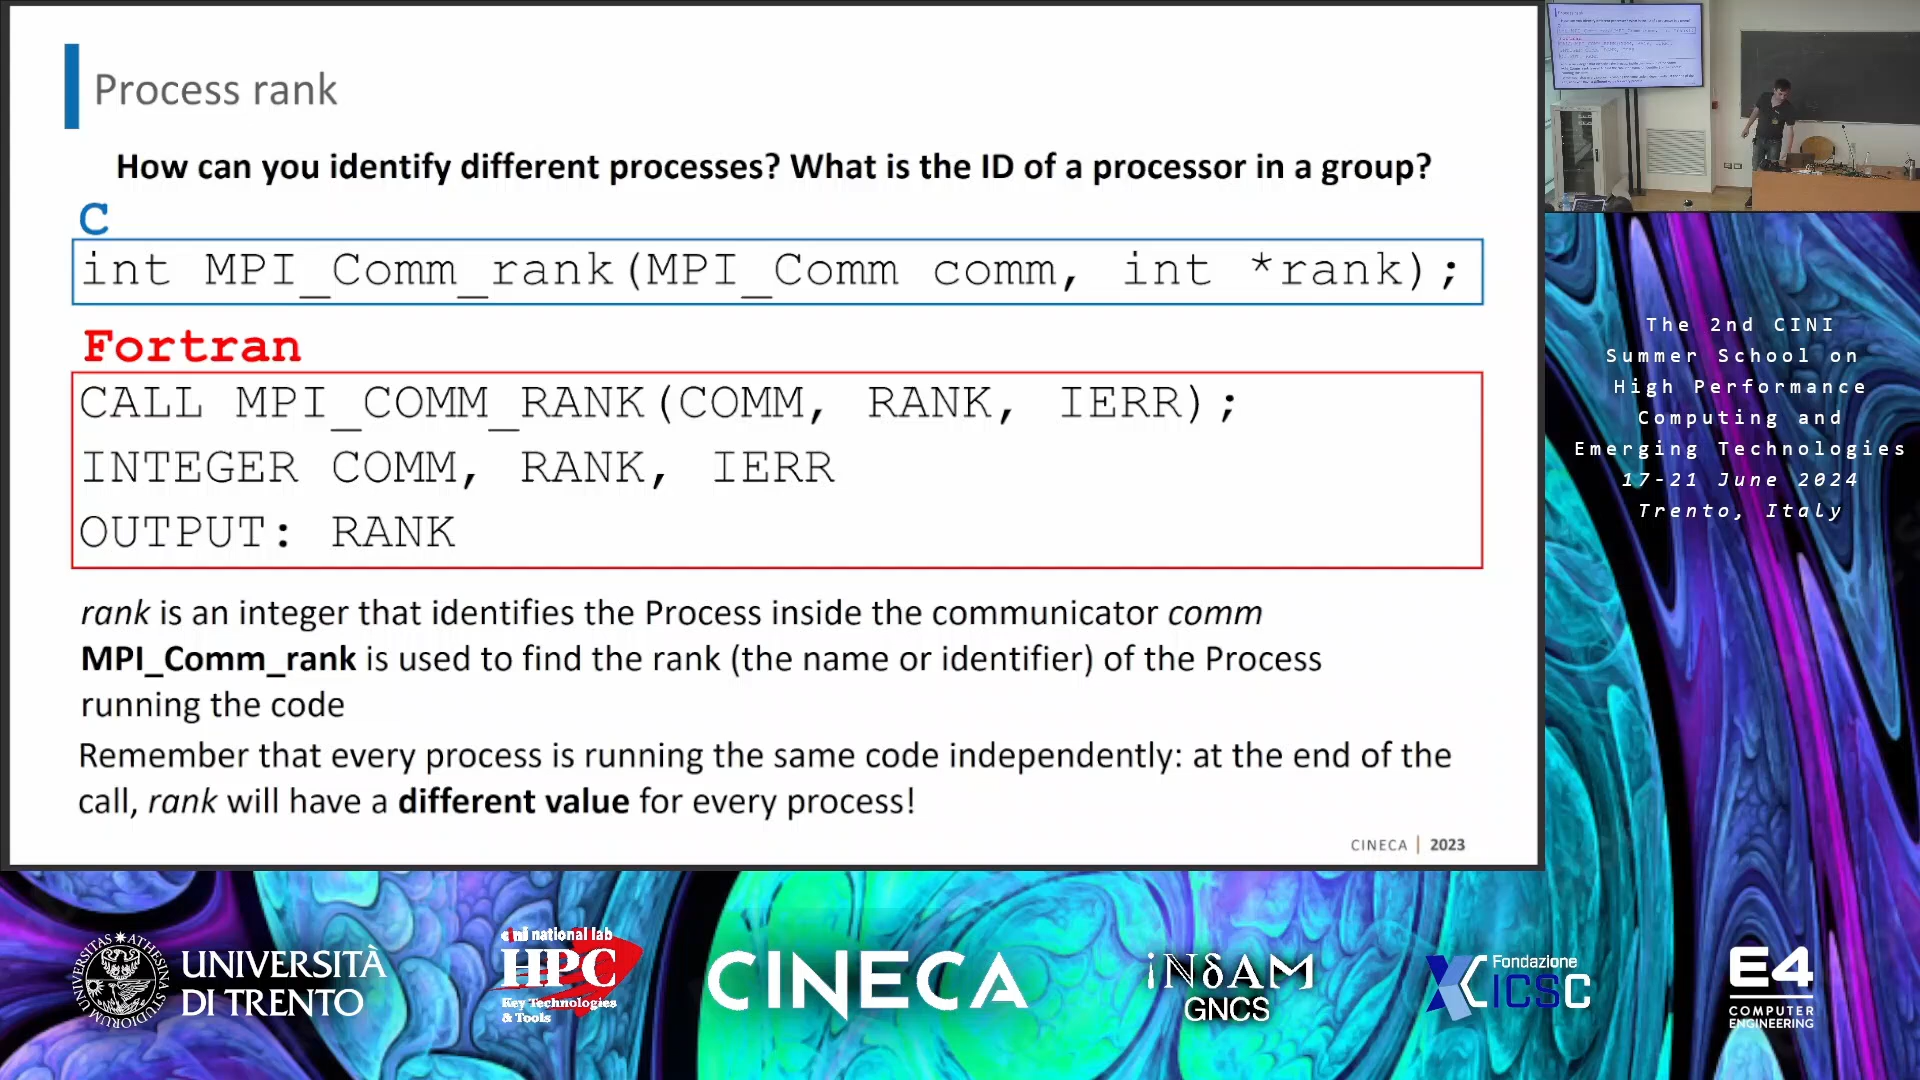 Process rank
How can you identify different processes? What is the ID of a processor in a group?
C
int MPI_Comm_rank(MPI_Comm comm, int *rank);
Fortran
CALL MPI_COMM_RANK(COMM, RANK, IERR);
INTEGER COMM, RANK, IERR
OUTPUT: RANK
rank is an integer that identifies the Process inside the communicator comm
MPI_Comm_rank is used to find the rank (the name or identifier) of the Process
running the code
Remember that every process is running the same code independently: at the end of the
call, rank will have a different value for every process!
CINECA | 2023
The 2nd CINI
Summer School on
High Performance
Computing and
Emerging Technologies
17-21 June 2024
Trento, Italy
UNIVERSITÀ
DI TRENTO
cini national lab
HPC
Key Technologies
& Tools
CINECA
iNδAM
GNCS
Fondazione
ICSC
E4
COMPUTER
ENGINEERING